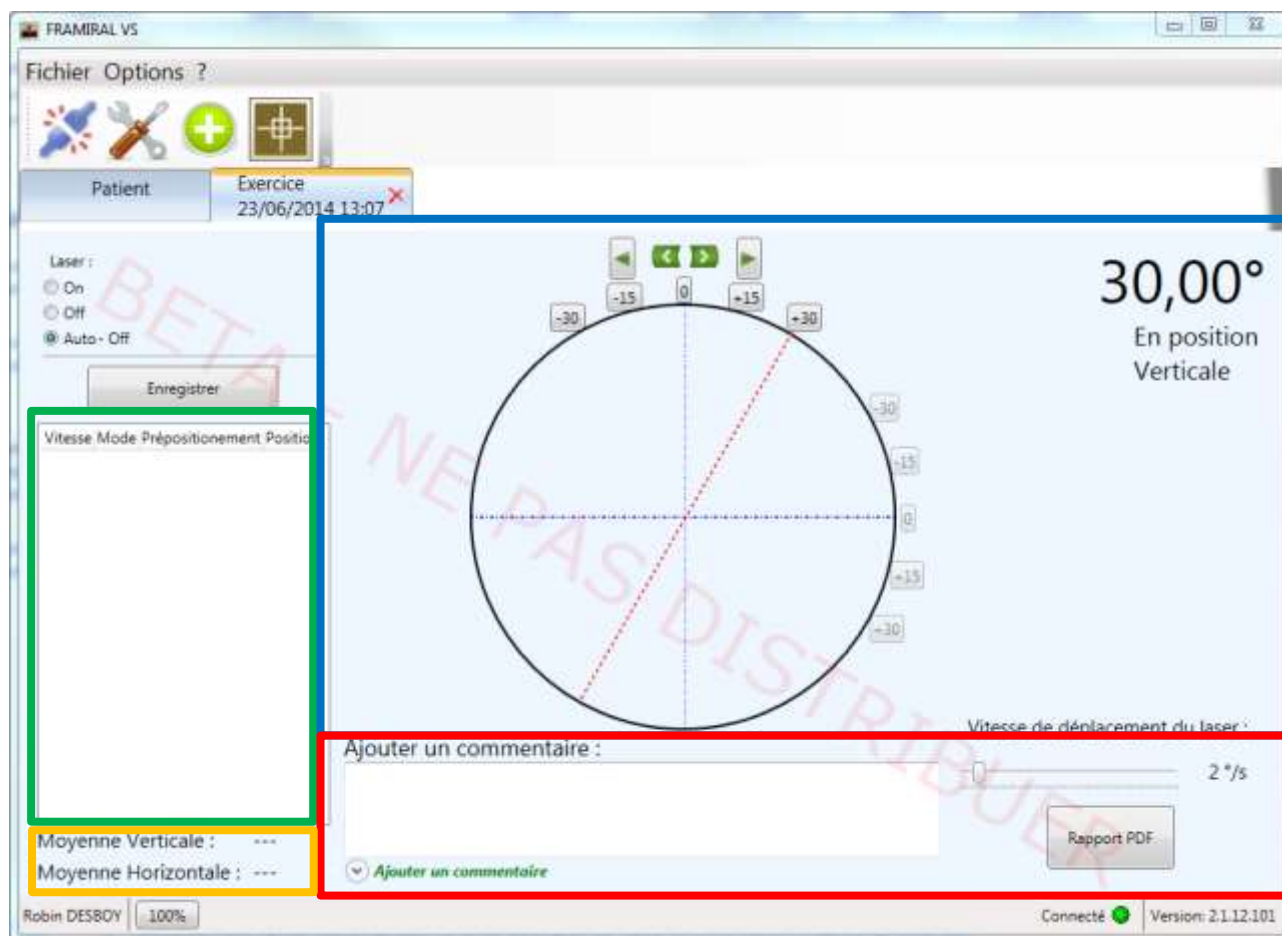 FRAMIRAL VS
Fichier Options ?
Patient
Exercice
23/06/2014 13:07
Laser :
On
Off
Auto - Off
Enregistrer
Vitesse Mode Prépositionement Positio
-30
-15
0
+15
+30
30,00°
En position
Verticale
-30
-15
0
+15
+30
BETA - NE PAS DISTRIBUER
Vitesse de déplacement du laser :
2 °/s
Ajouter un commentaire :
Rapport PDF
Ajouter un commentaire
Moyenne Verticale : ---
Moyenne Horizontale : ---
Robin DESBOY 100% Connecté Version: 2.1.12.101